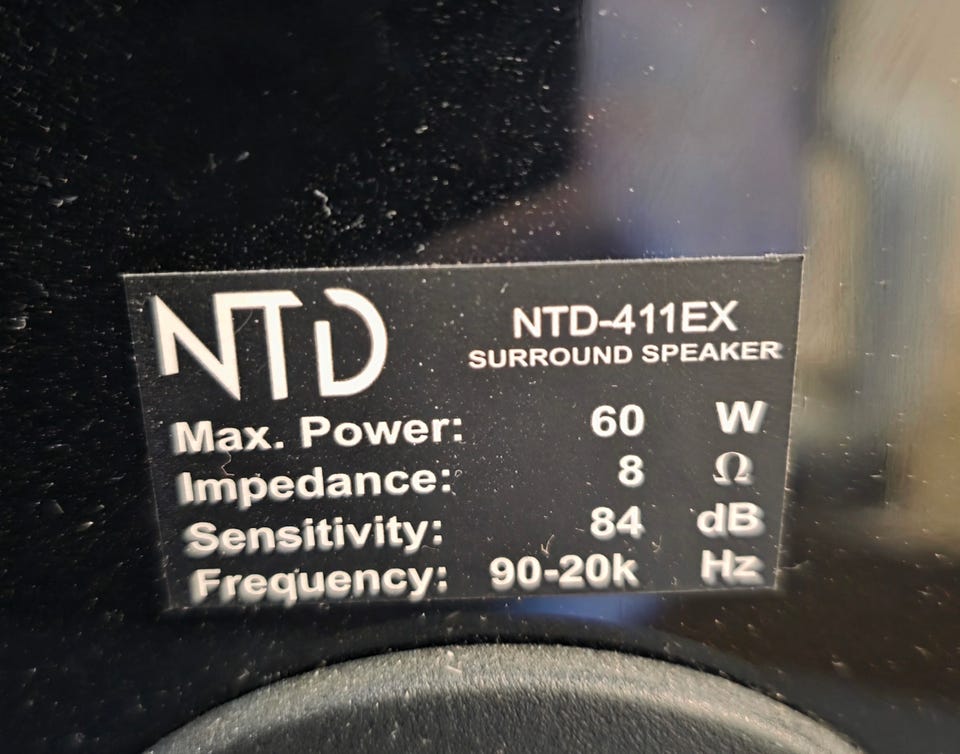 NTD
NTD-411EX
SURROUND SPEAKER
Max. Power: 60 W
Impedance: 8 Ω
Sensitivity: 84 dB
Frequency: 90-20k Hz